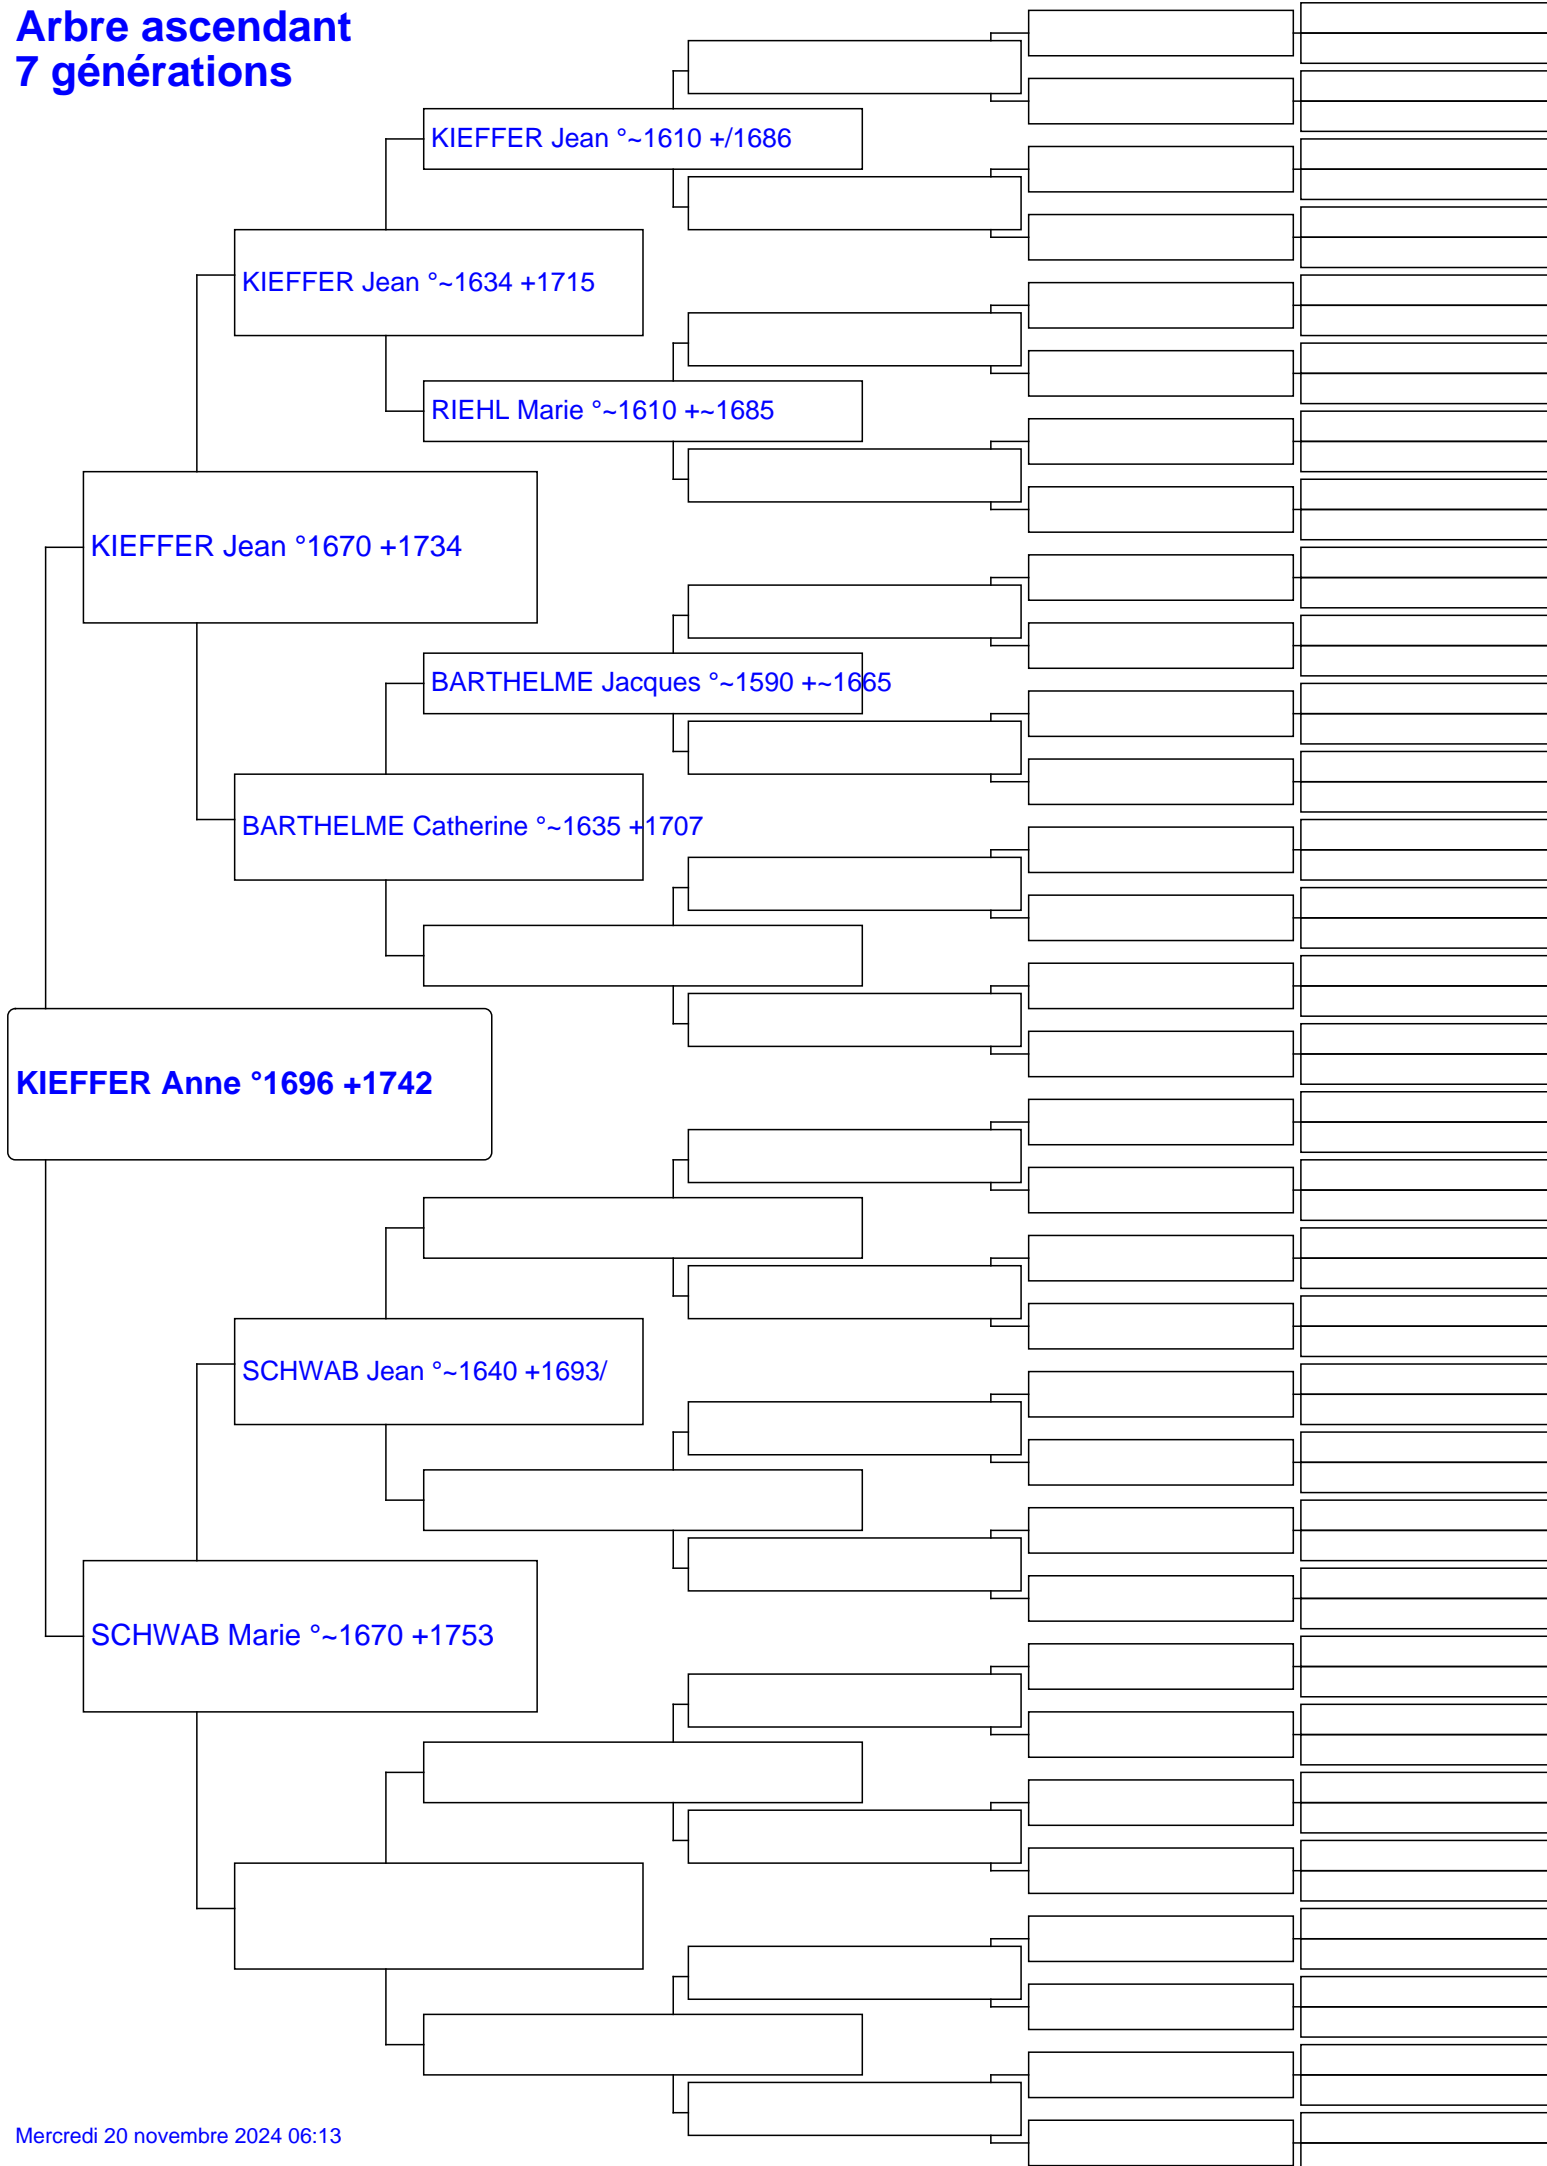 Arbre ascendant
7 générations
KIEFFER Jean °~1610 +/1686
KIEFFER Jean °~1634 +1715
RIEHL Marie °~1610 +~1685
KIEFFER Jean °1670 +1734
BARTHELME Jacques °~1590 +~1665
BARTHELME Catherine °~1635 +1707
KIEFFER Anne °1696 +1742
SCHWAB Jean °~1640 +1693/
SCHWAB Marie °~1670 +1753
Mercredi 20 novembre 2024 06:13